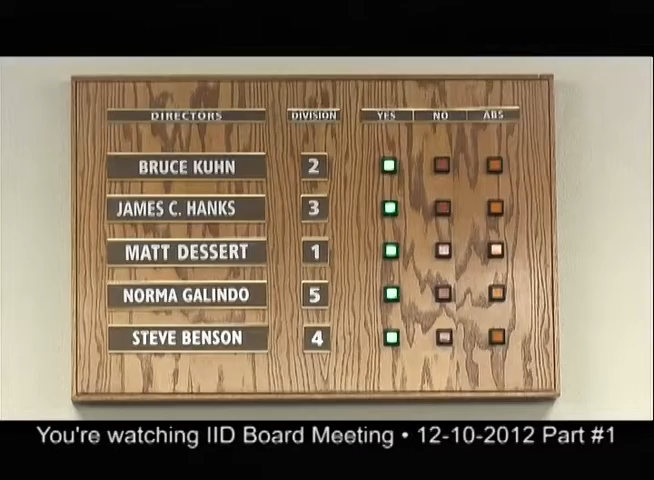 DIRECTORS DIVISION YES NO ABS
BRUCE KUHN 2
JAMES C. HANKS 3
MATT DESSERT 1
NORMA GALINDO 5
STEVE BENSON 4
You're watching IID Board Meeting • 12-10-2012 Part #1